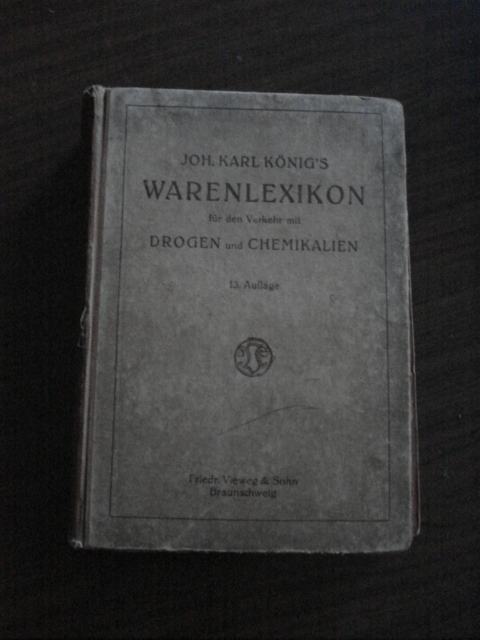 JOH. KARL KÖNIG'S
WARENLEXIKON
für den Verkehr mit
DROGEN und CHEMIKALIEN
13. Auflage
Friedr. Vieweg & Sohn
Braunschweig